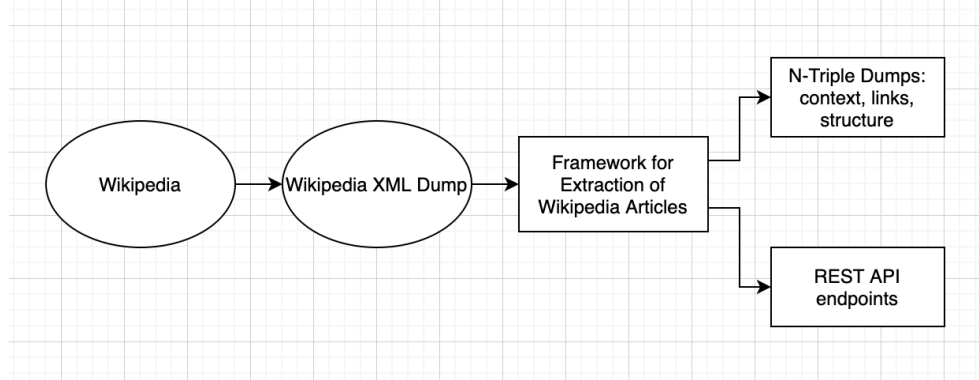 Wikipedia
Wikipedia XML Dump
Framework for
Extraction of
Wikipedia Articles
N-Triple Dumps:
context, links,
structure
REST API
endpoints